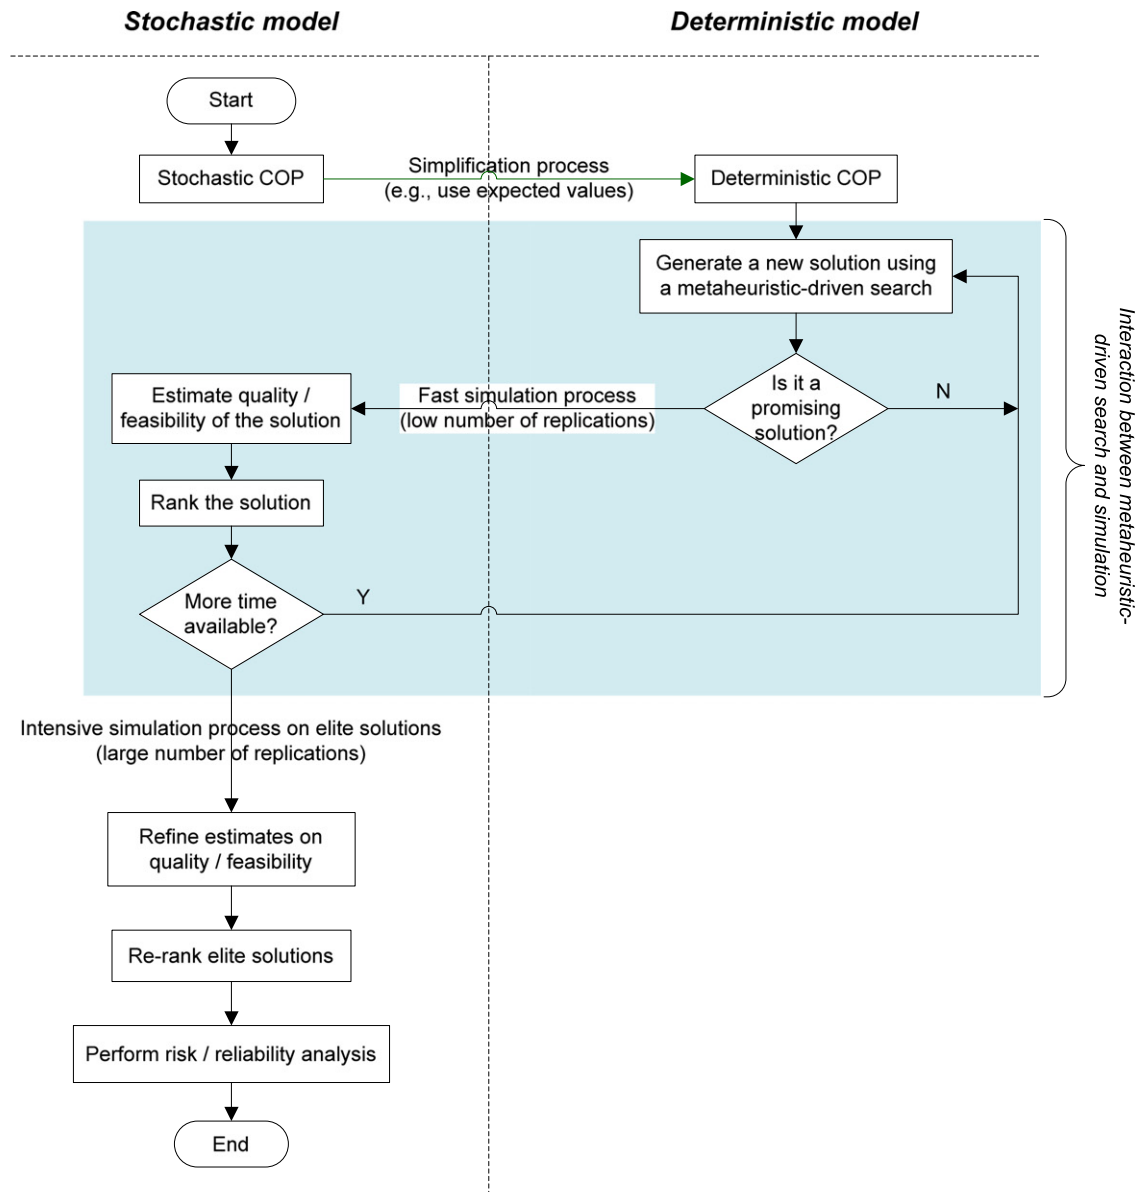 Stochastic model
Deterministic model
Start
Stochastic COP
Simplification process
(e.g., use expected values)
Deterministic COP
Generate a new solution using
a metaheuristic-driven search
Is it a
promising
solution?
N
Fast simulation process
(low number of replications)
Estimate quality /
feasibility of the solution
Rank the solution
More time
available?
Y
Interaction between metaheuristic-
driven search and simulation
Intensive simulation process on elite solutions
(large number of replications)
Refine estimates on
quality / feasibility
Re-rank elite solutions
Perform risk / reliability analysis
End